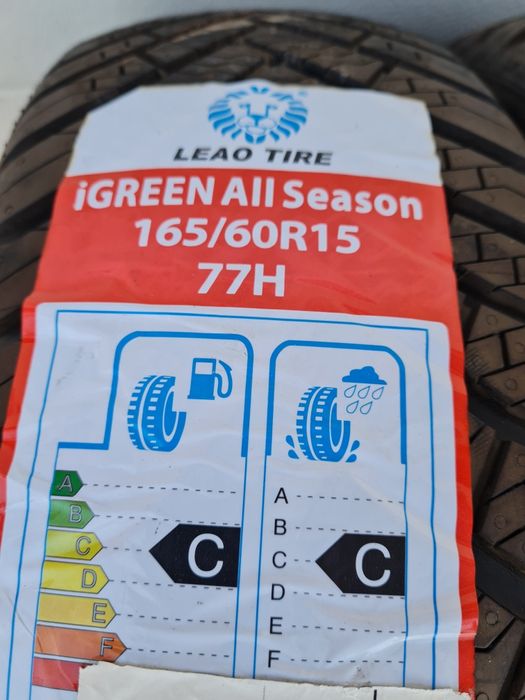 LEAO TIRE
iGREEN All Season
165/60R15
77H
A
B
C
D
E
F
C
A
B
C
D
E
F
C